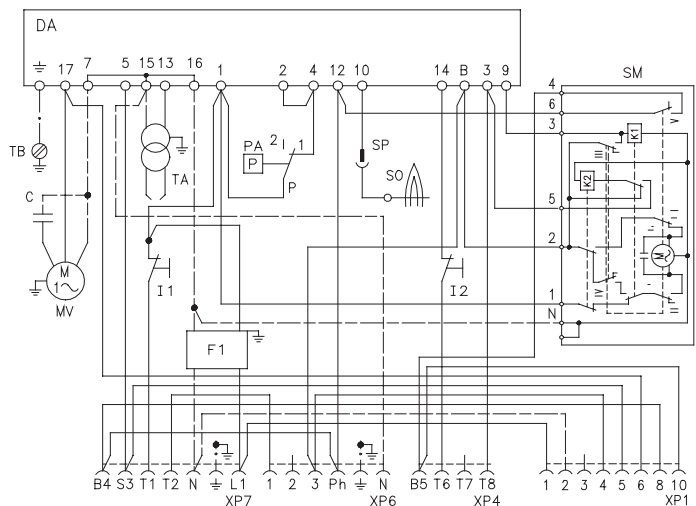 DA
17 7 5 15 13 16 1 2 4 12 10 14 B 3 9
SM
4
6
3
5
2
1
N
K1
K2
V
III
IV
II
I
I
M
TB
C
M
1
MV
TA
PA
P
2 1
P
SP
SO
I1
I2
F1
B4 S3 T1 T2 N L1 1 2 3 Ph N B5 T6 T7 T8 1 2 3 4 5 6 8 10
XP7 XP6 XP4 XP1